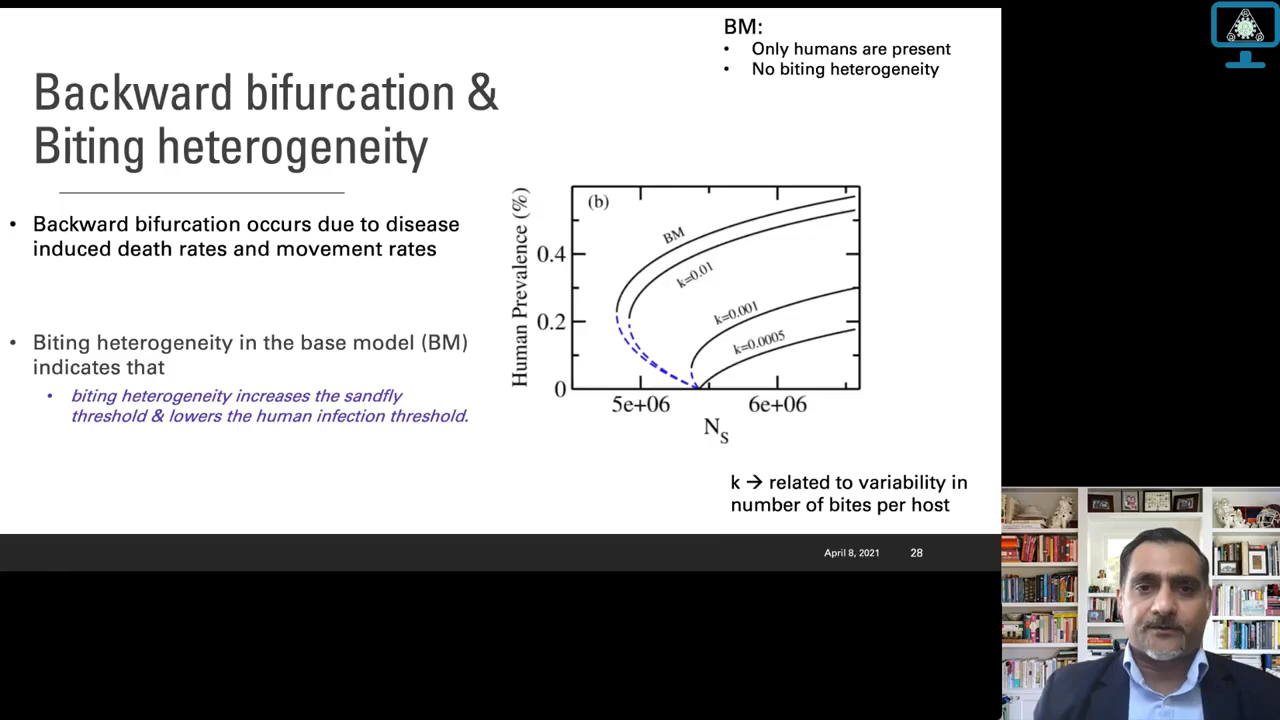 BM:
• Only humans are present
• No biting heterogeneity
Backward bifurcation &
Biting heterogeneity
• Backward bifurcation occurs due to disease
induced death rates and movement rates
• Biting heterogeneity in the base model (BM)
indicates that
• biting heterogeneity increases the sandfly
threshold & lowers the human infection threshold.
Human Prevalence (%)
(b)
BM
k=0.01
k=0.001
k=0.0005
0.4
0.2
0
5e+06 6e+06
N_S
k → related to variability in
number of bites per host
April 8, 2021 28